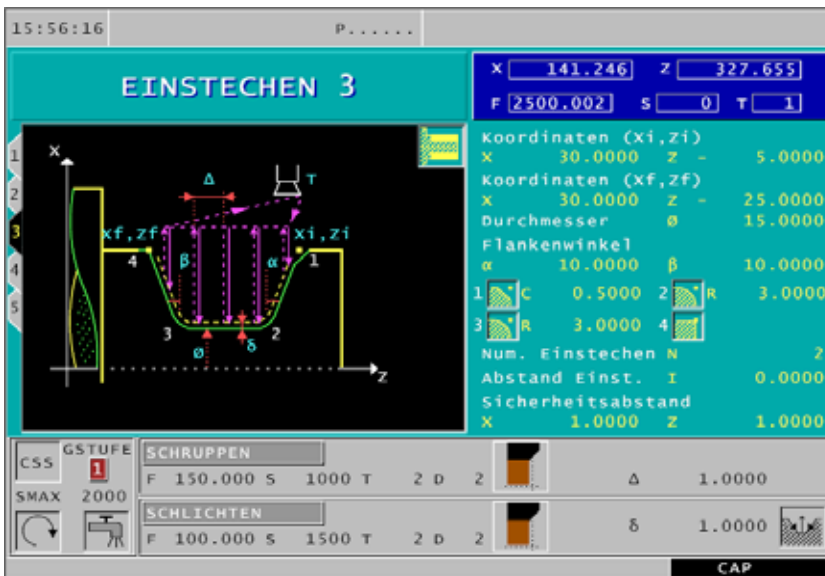 15:56:16 P......
EINSTECHEN 3
X 141.246 Z 327.655
F 2500.002 S 0 T 1
1
2
3
4
5
X
Δ
T
xf,zf
xi,zi
4
β
α
1
3
2
ø
δ
Z
Koordinaten (Xi,Zi)
X 30.0000 Z - 5.0000
Koordinaten (Xf,Zf)
X 30.0000 Z - 25.0000
Durchmesser ø 15.0000
Flankenwinkel
α 10.0000 β 10.0000
1 C 0.5000 2 R 3.0000
3 R 3.0000 4
Num. Einstechen N 2
Abstand Einst. I 0.0000
Sicherheitsabstand
X 1.0000 Z 1.0000
CSS GSTUFE 1
SMAX 2000
SCHRUPPEN
F 150.000 S 1000 T 2 D 2 Δ 1.0000
SCHLICHTEN
F 100.000 S 1500 T 2 D 2 δ 1.0000
CAP